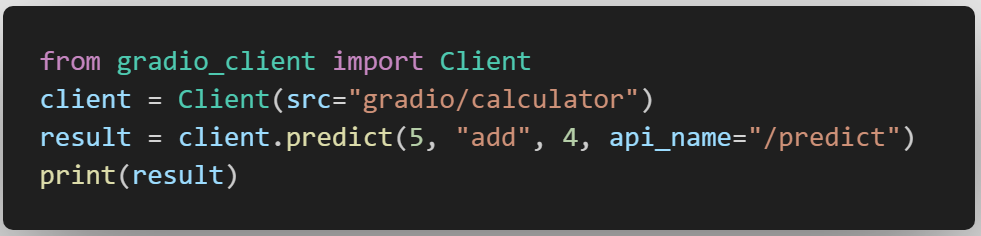 from gradio_client import Client
client = Client(src="gradio/calculator")
result = client.predict(5, "add", 4, api_name="/predict")
print(result)